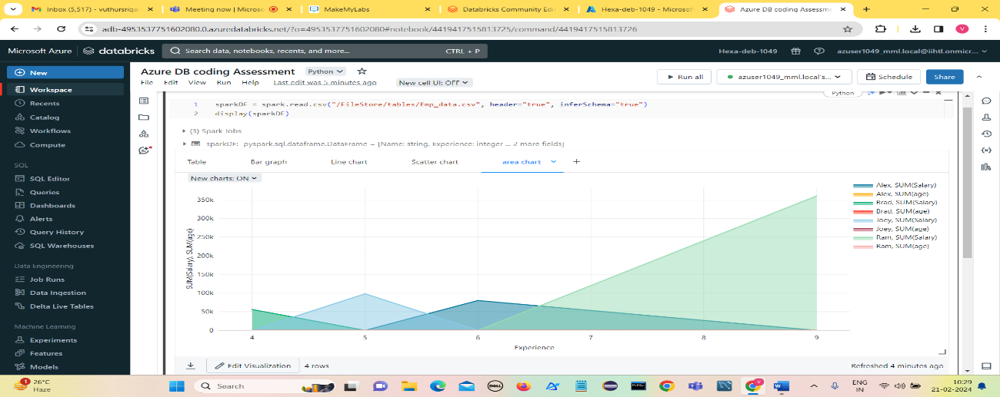 Inbox (5,517) - vuthursriga
Meeting now | Microso
MakeMyLabs
Databricks Community Edi
Hexa-deb-1049 - Microsoft
Azure DB coding Assessme
adb-4953537751602080.0.azuredatabricks.net/?o=4953537751602080#notebook/4419417515813725/command/4419417515813726
V
Microsoft Azure
databricks
Search data, notebooks, recents, and more...
CTRL + P
Hexa-deb-1049
azuser1049_mml.local@iihtl.onmicr...
New
Workspace
Recents
Catalog
Workflows
Compute
SQL
SQL Editor
Queries
Dashboards
Alerts
Query History
SQL Warehouses
Data Engineering
Job Runs
Data Ingestion
Delta Live Tables
Machine Learning
Experiments
Features
Models
Azure DB coding Assessment
Python
File Edit View Run Help
Last edit was 5 minutes ago
New cell UI: OFF
Run all
azuser1049_mml.local's...
Schedule
Share
Python
1 sparkDF = spark.read.csv("/FileStore/tables/Emp_data.csv", header="true", inferSchema="true")
2 display(sparkDF)
(3) Spark Jobs
sparkDF: pyspark.sql.dataframe.DataFrame = [Name: string, Experience: integer ... 2 more fields]
Table
Bar graph
Line chart
Scatter chart
area chart
New charts: ON
SUM(Salary), SUM(age)
350k
300k
250k
200k
150k
100k
50k
0
4 5 6 7 8 9
Experience
Alex, SUM(Salary)
Alex, SUM(age)
Brad, SUM(Salary)
Brad, SUM(age)
Joey, SUM(Salary)
Joey, SUM(age)
Ram, SUM(Salary)
Ram, SUM(age)
Edit Visualization
4 rows
Refreshed 4 minutes ago
1
26°C
Haze
Search
DELL
ENG
IN
10:29
21-02-2024